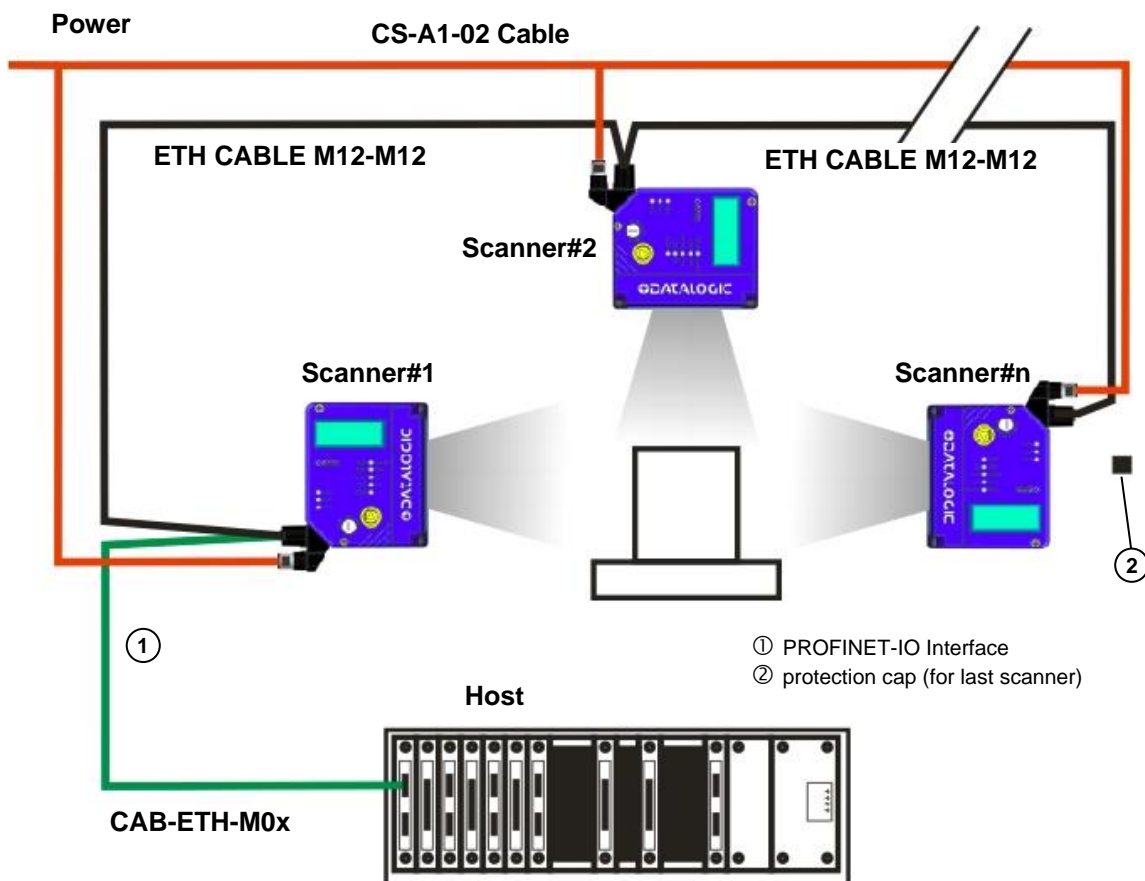 Power
CS-A1-02 Cable
ETH CABLE M12-M12
ETH CABLE M12-M12
Scanner#2
DATALOGIC
Scanner#1
Scanner#n
DATALOGIC
DATALOGIC
2
1
① PROFINET-IO Interface
② protection cap (for last scanner)
Host
CAB-ETH-M0x